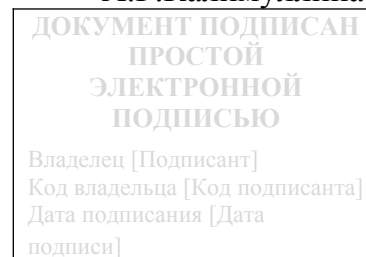 ДОКУМЕНТ ПОДПИСАН
ПРОСТОЙ
ЭЛЕКТРОННОЙ
ПОДПИСЬЮ
Владелец [Подписант]
Код владельца [Код подписанта]
Дата подписания [Дата
подписи]